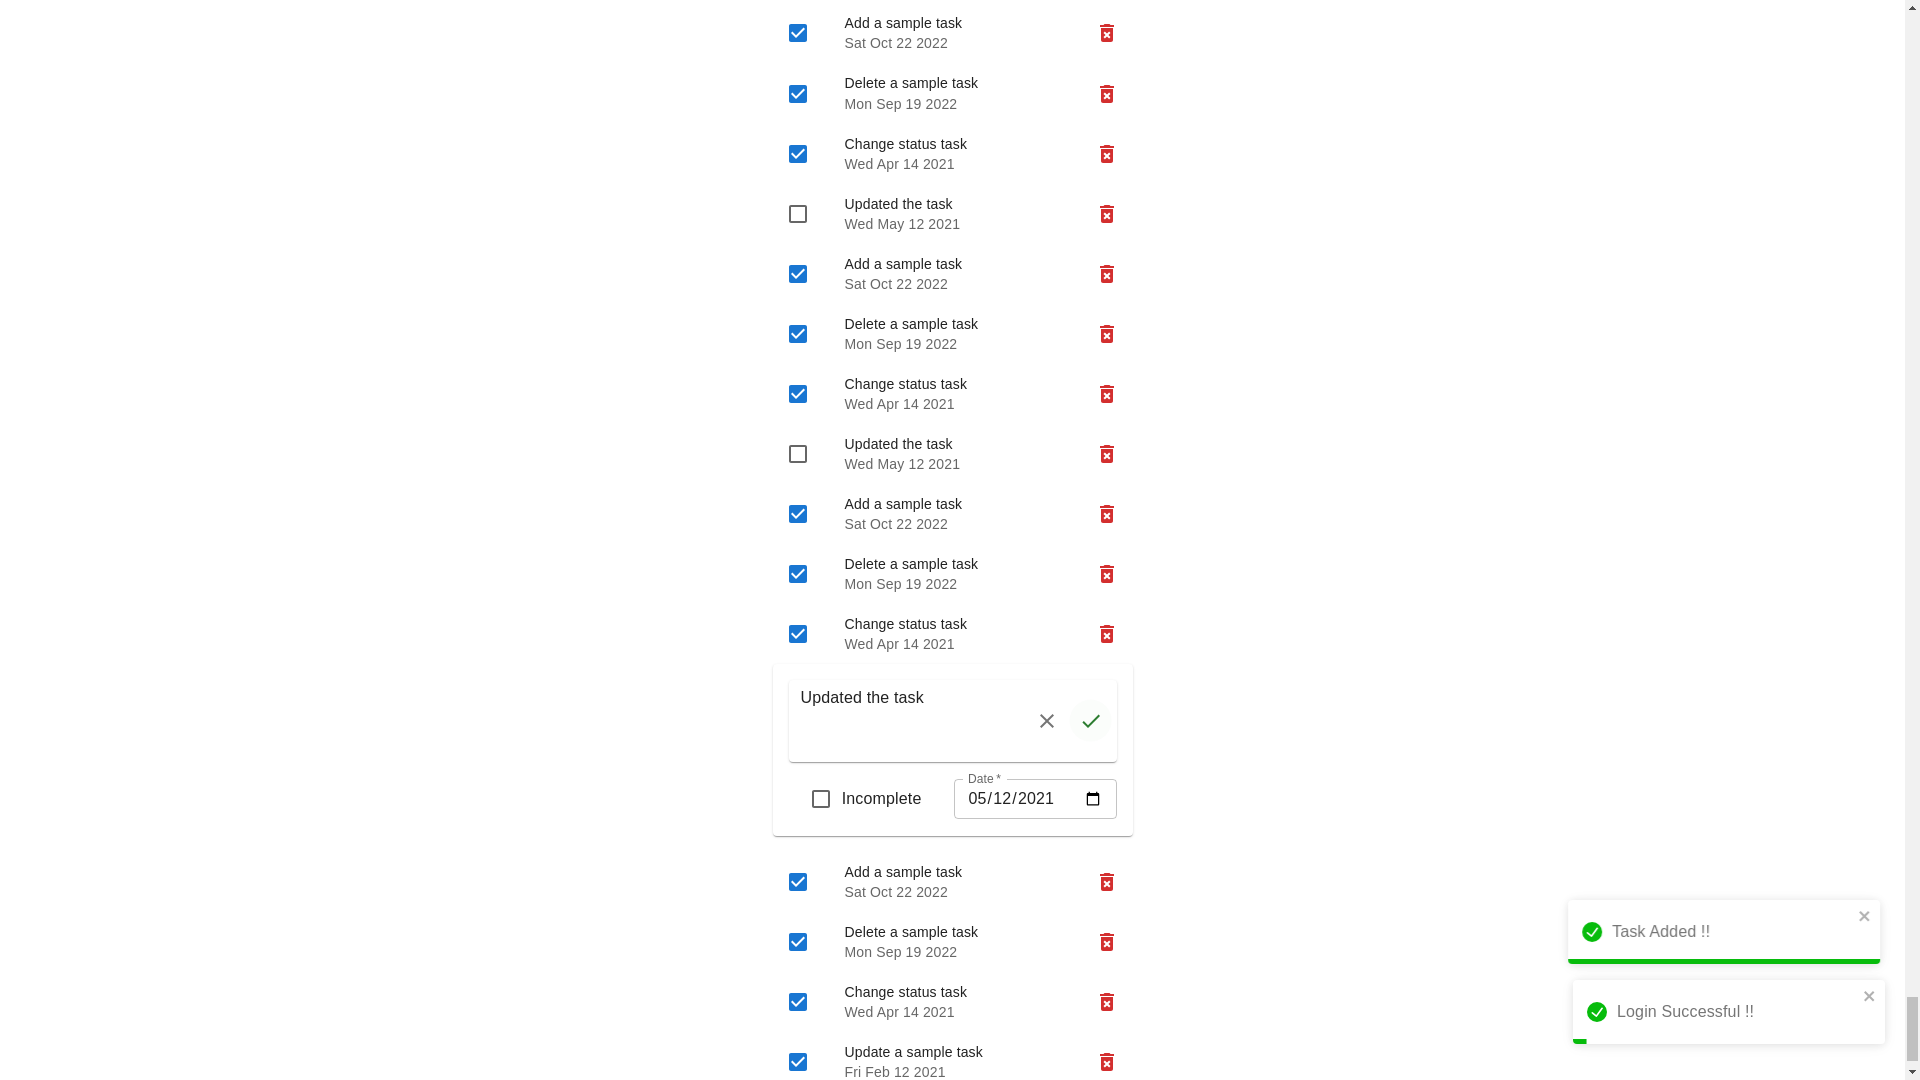 Add a sample task
Sat Oct 22 2022
Delete a sample task
Mon Sep 19 2022
Change status task
Wed Apr 14 2021
Updated the task
Wed May 12 2021
Add a sample task
Sat Oct 22 2022
Delete a sample task
Mon Sep 19 2022
Change status task
Wed Apr 14 2021
Updated the task
Wed May 12 2021
Add a sample task
Sat Oct 22 2022
Delete a sample task
Mon Sep 19 2022
Change status task
Wed Apr 14 2021
Updated the task
Date *
Incomplete
05/12/2021
Add a sample task
Sat Oct 22 2022
Delete a sample task
Mon Sep 19 2022
Change status task
Wed Apr 14 2021
Update a sample task
Fri Feb 12 2021
Task Added !!
Login Successful !!